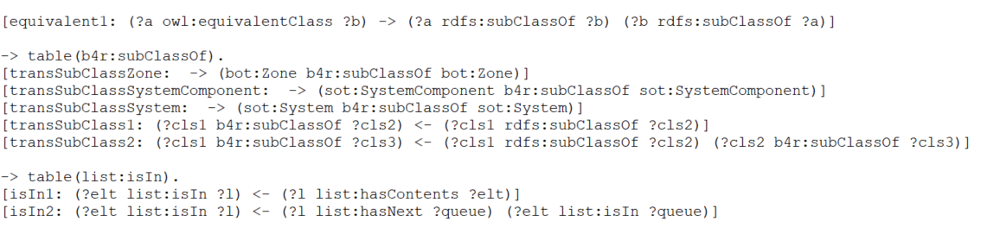 [equivalent1: (?a owl:equivalentClass ?b) -> (?a rdfs:subClassOf ?b) (?b rdfs:subClassOf ?a)]
-> table(b4r:subClassOf).
[transSubClassZone:  -> (bot:Zone b4r:subClassOf bot:Zone)]
[transSubClassSystemComponent:  -> (sot:SystemComponent b4r:subClassOf sot:SystemComponent)]
[transSubClassSystem:  -> (sot:System b4r:subClassOf sot:System)]
[transSubClass1: (?cls1 b4r:subClassOf ?cls2) <- (?cls1 rdfs:subClassOf ?cls2)]
[transSubClass2: (?cls1 b4r:subClassOf ?cls3) <- (?cls1 rdfs:subClassOf ?cls2) (?cls2 b4r:subClassOf ?cls3)]
-> table(list:isIn).
[isIn1: (?elt list:isIn ?l) <- (?l list:hasContents ?elt)]
[isIn2: (?elt list:isIn ?l) <- (?l list:hasNext ?queue) (?elt list:isIn ?queue)]